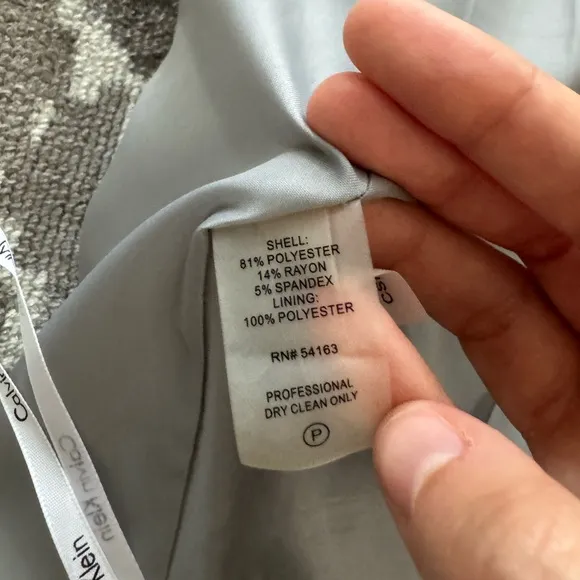 SHELL:
81% POLYESTER
14% RAYON
5% SPANDEX
LINING:
100% POLYESTER
RN# 54163
PROFESSIONAL
DRY CLEAN ONLY
P
Calvin
Klein
Calvin Klein